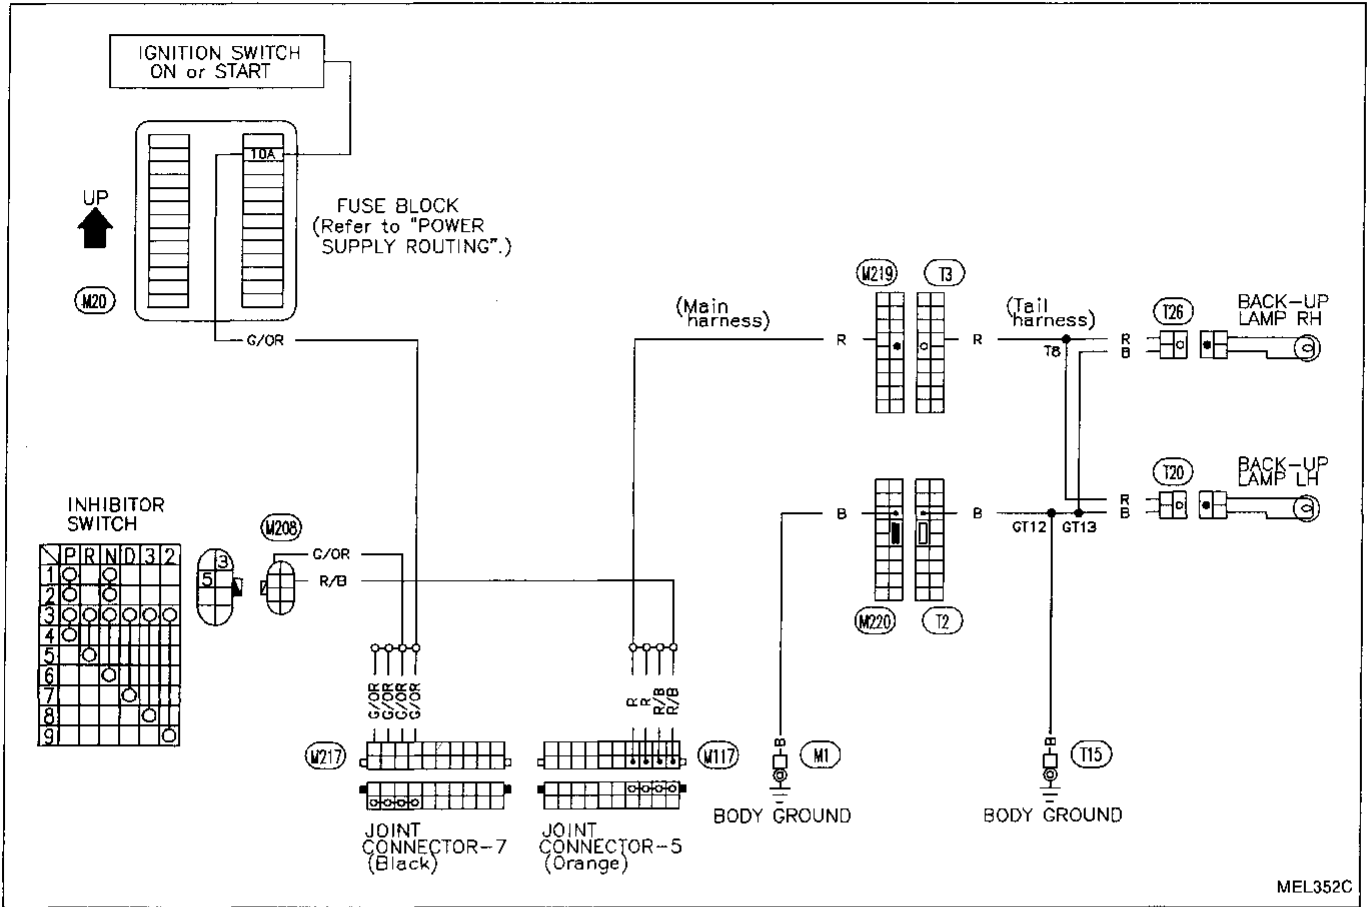 IGNITION SWITCH
ON or START
10A
UP
FUSE BLOCK
(Refer to "POWER
SUPPLY ROUTING".)
M20
G/OR
(Main
harness)
M219
T3
(Tail
harness)
T26
BACK-UP
LAMP RH
R
R
T8
R
B
T20
BACK-UP
LAMP LH
R
B
B
B
GT12
GT13
M220
T2
INHIBITOR
SWITCH
P R N D 3 2
1
2
3
4
5
6
7
8
9
3
5
M208
G/OR
R/B
G/OR
G/OR
G/OR
G/OR
R
R
R/B
R/B
M217
M117
B
M1
B
T15
BODY GROUND
BODY GROUND
JOINT
CONNECTOR-7
(Black)
JOINT
CONNECTOR-5
(Orange)
MEL352C